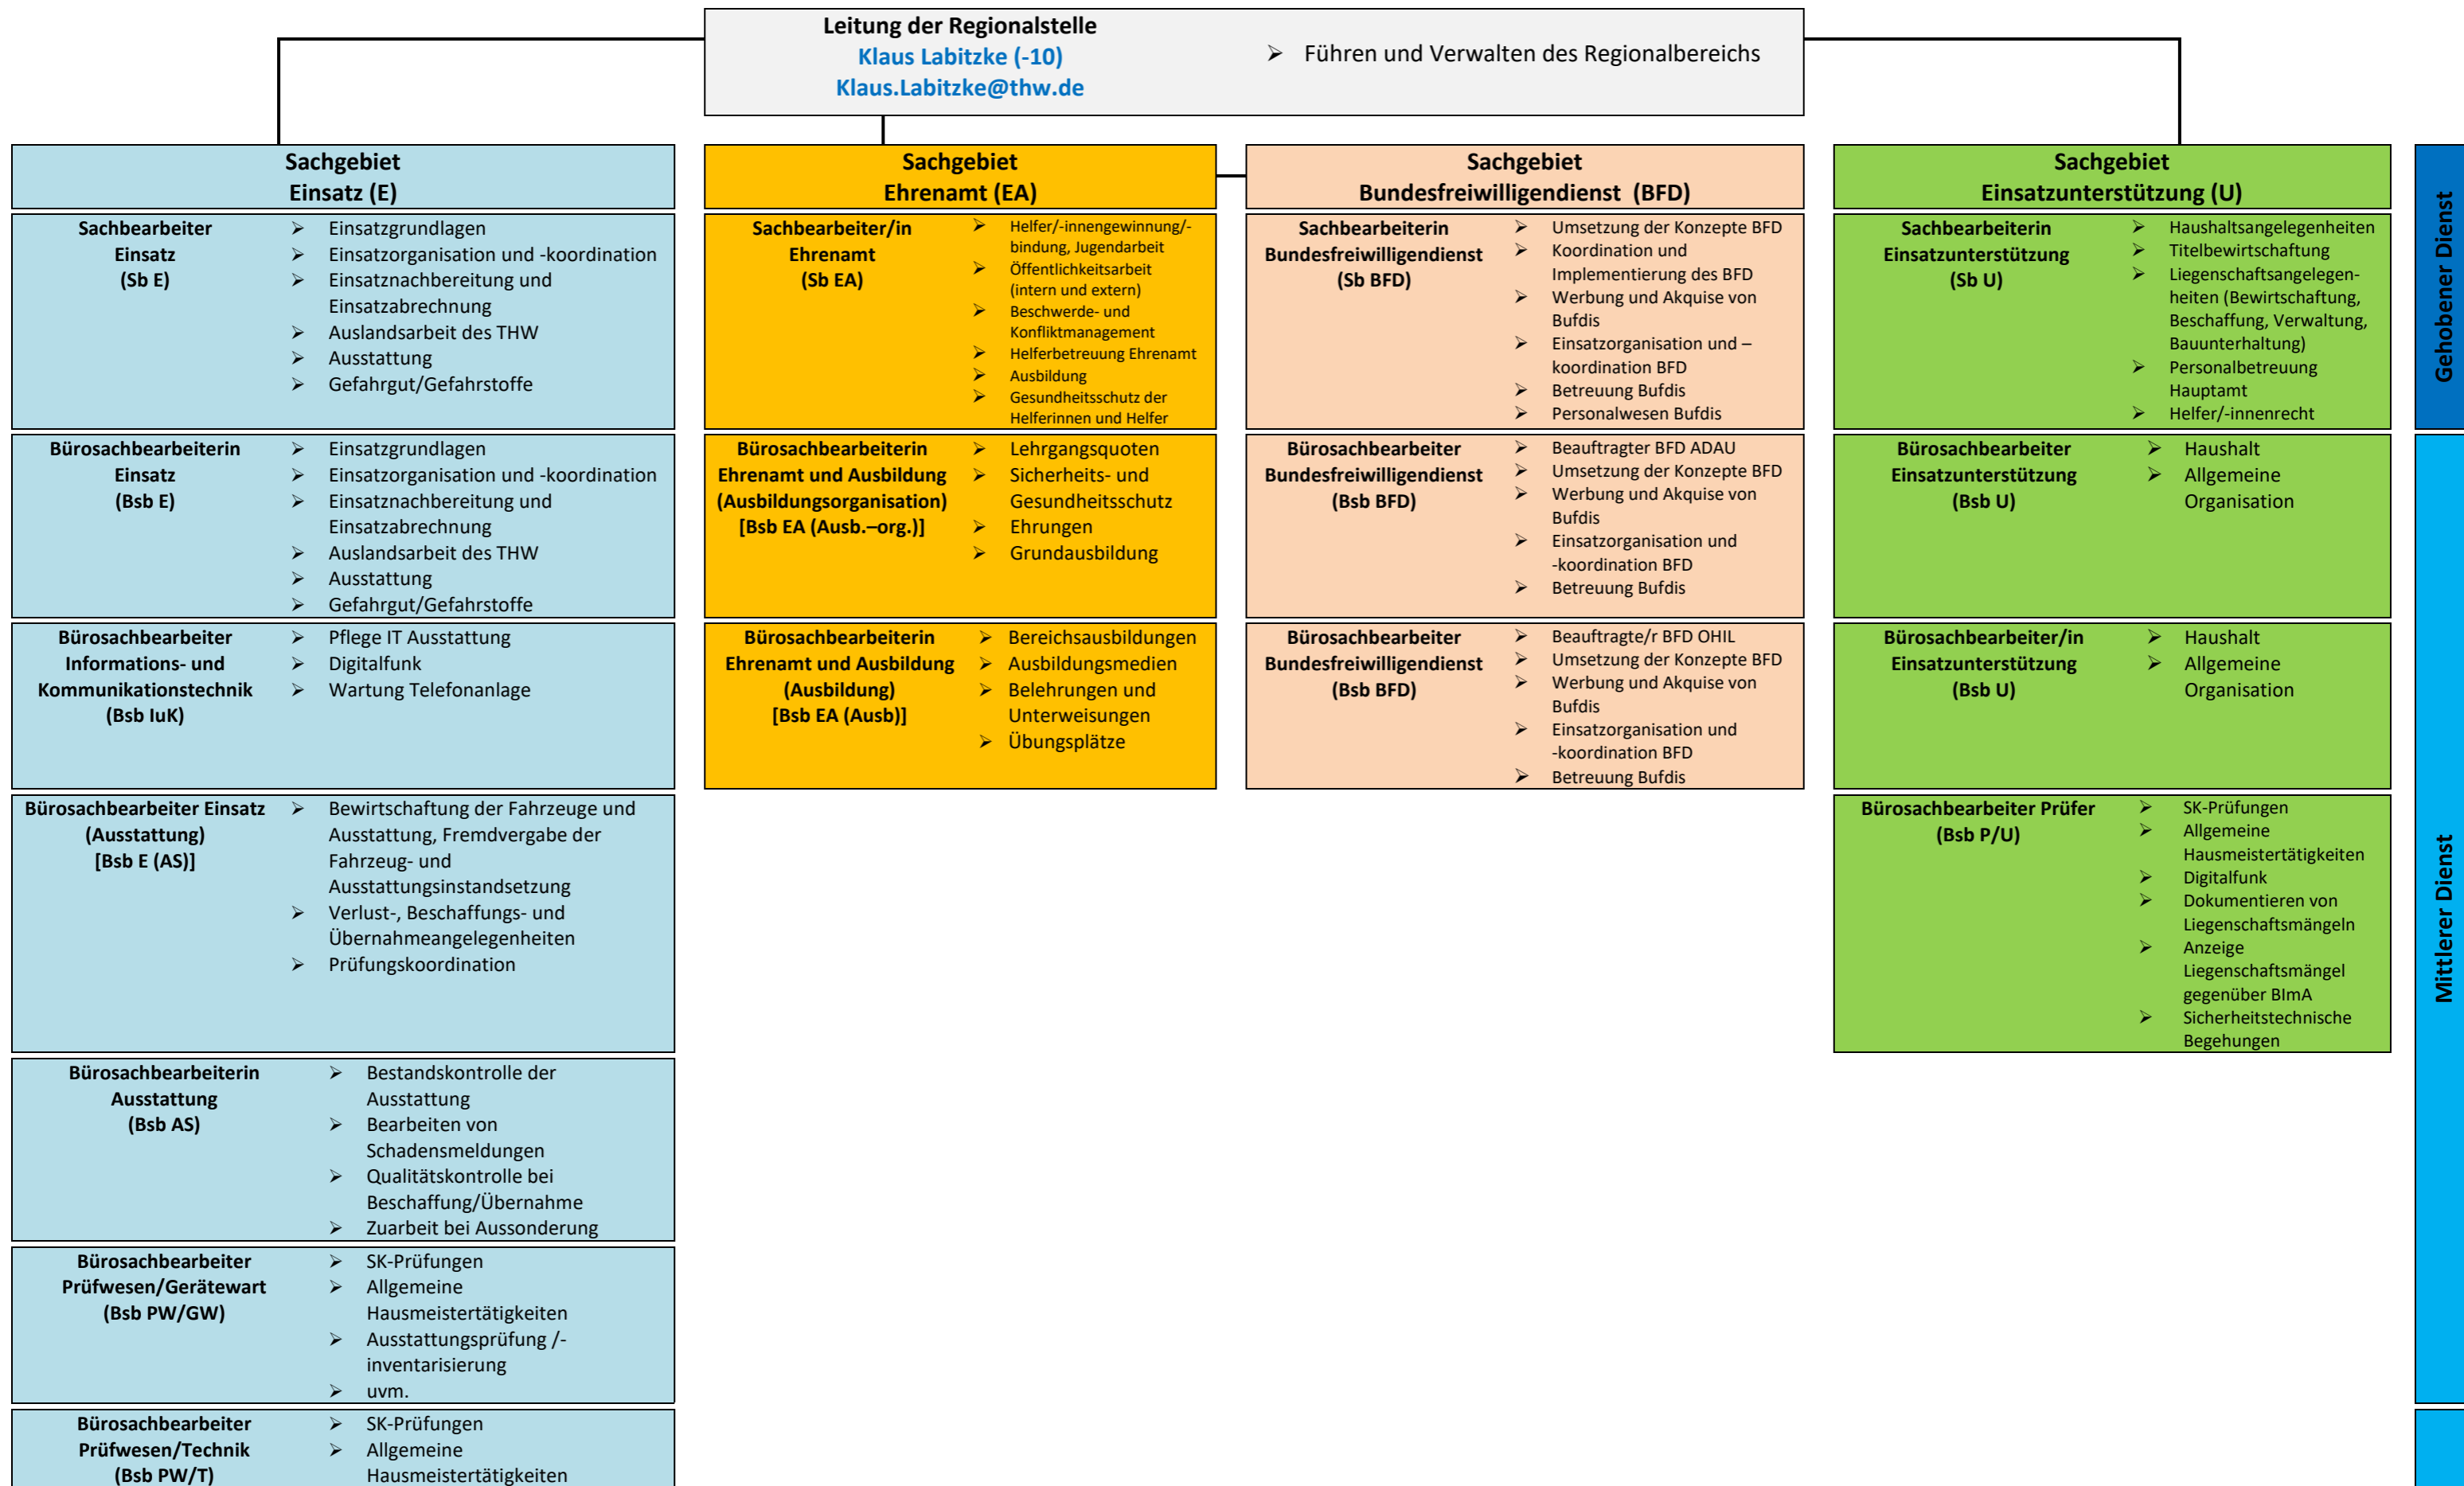 Leitung der Regionalstelle
Klaus Labitzke (-10)
Klaus.Labitzke@thw.de
➢ Führen und Verwalten des Regionalbereichs
Sachgebiet
Einsatz (E)
Sachbearbeiter
Einsatz
(Sb E)
➢ Einsatzgrundlagen
➢ Einsatzorganisation und -koordination
➢ Einsatznachbereitung und
Einsatzabrechnung
➢ Auslandsarbeit des THW
➢ Ausstattung
➢ Gefahrgut/Gefahrstoffe
Bürosachbearbeiterin
Einsatz
(Bsb E)
➢ Einsatzgrundlagen
➢ Einsatzorganisation und -koordination
➢ Einsatznachbereitung und
Einsatzabrechnung
➢ Auslandsarbeit des THW
➢ Ausstattung
➢ Gefahrgut/Gefahrstoffe
Bürosachbearbeiter
Informations- und
Kommunikationstechnik
(Bsb IuK)
➢ Pflege IT Ausstattung
➢ Digitalfunk
➢ Wartung Telefonanlage
Bürosachbearbeiter Einsatz
(Ausstattung)
[Bsb E (AS)]
➢ Bewirtschaftung der Fahrzeuge und
Ausstattung, Fremdvergabe der
Fahrzeug- und
Ausstattungsinstandsetzung
➢ Verlust-, Beschaffungs- und
Übernahmeangelegenheiten
➢ Prüfungskoordination
Bürosachbearbeiterin
Ausstattung
(Bsb AS)
➢ Bestandskontrolle der
Ausstattung
➢ Bearbeiten von
Schadensmeldungen
➢ Qualitätskontrolle bei
Beschaffung/Übernahme
➢ Zuarbeit bei Aussonderung
Bürosachbearbeiter
Prüfwesen/Gerätewart
(Bsb PW/GW)
➢ SK-Prüfungen
➢ Allgemeine
Hausmeistertätigkeiten
➢ Ausstattungsprüfung /-
inventarisierung
➢ uvm.
Bürosachbearbeiter
Prüfwesen/Technik
(Bsb PW/T)
➢ SK-Prüfungen
➢ Allgemeine
Hausmeistertätigkeiten
Sachgebiet
Ehrenamt (EA)
Sachbearbeiter/in
Ehrenamt
(Sb EA)
➢ Helfer/-innengewinnung/-
bindung, Jugendarbeit
➢ Öffentlichkeitsarbeit
(intern und extern)
➢ Beschwerde- und
Konfliktmanagement
➢ Helferbetreuung Ehrenamt
➢ Ausbildung
➢ Gesundheitsschutz der
Helferinnen und Helfer
Bürosachbearbeiterin
Ehrenamt und Ausbildung
(Ausbildungsorganisation)
[Bsb EA (Ausb.–org.)]
➢ Lehrgangsquoten
➢ Sicherheits- und
Gesundheitsschutz
➢ Ehrungen
➢ Grundausbildung
Bürosachbearbeiterin
Ehrenamt und Ausbildung
(Ausbildung)
[Bsb EA (Ausb)]
➢ Bereichsausbildungen
➢ Ausbildungsmedien
➢ Belehrungen und
Unterweisungen
➢ Übungsplätze
Sachgebiet
Bundesfreiwilligendienst (BFD)
Sachbearbeiterin
Bundesfreiwilligendienst
(Sb BFD)
➢ Umsetzung der Konzepte BFD
➢ Koordination und
Implementierung des BFD
➢ Werbung und Akquise von
Bufdis
➢ Einsatzorganisation und –
koordination BFD
➢ Betreuung Bufdis
➢ Personalwesen Bufdis
Bürosachbearbeiter
Bundesfreiwilligendienst
(Bsb BFD)
➢ Beauftragter BFD ADAU
➢ Umsetzung der Konzepte BFD
➢ Werbung und Akquise von
Bufdis
➢ Einsatzorganisation und
-koordination BFD
➢ Betreuung Bufdis
Bürosachbearbeiter
Bundesfreiwilligendienst
(Bsb BFD)
➢ Beauftragte/r BFD OHIL
➢ Umsetzung der Konzepte BFD
➢ Werbung und Akquise von
Bufdis
➢ Einsatzorganisation und
-koordination BFD
➢ Betreuung Bufdis
Sachgebiet
Einsatzunterstützung (U)
Sachbearbeiterin
Einsatzunterstützung
(Sb U)
➢ Haushaltsangelegenheiten
➢ Titelbewirtschaftung
➢ Liegenschaftsangelegen-
heiten (Bewirtschaftung,
Beschaffung, Verwaltung,
Bauunterhaltung)
➢ Personalbetreuung
Hauptamt
➢ Helfer/-innenrecht
Bürosachbearbeiter
Einsatzunterstützung
(Bsb U)
➢ Haushalt
➢ Allgemeine
Organisation
Bürosachbearbeiter/in
Einsatzunterstützung
(Bsb U)
➢ Haushalt
➢ Allgemeine
Organisation
Bürosachbearbeiter Prüfer
(Bsb P/U)
➢ SK-Prüfungen
➢ Allgemeine
Hausmeistertätigkeiten
➢ Digitalfunk
➢ Dokumentieren von
Liegenschaftsmängeln
➢ Anzeige
Liegenschaftsmängel
gegenüber BImA
➢ Sicherheitstechnische
Begehungen
Gehobener Dienst
Mittlerer Dienst